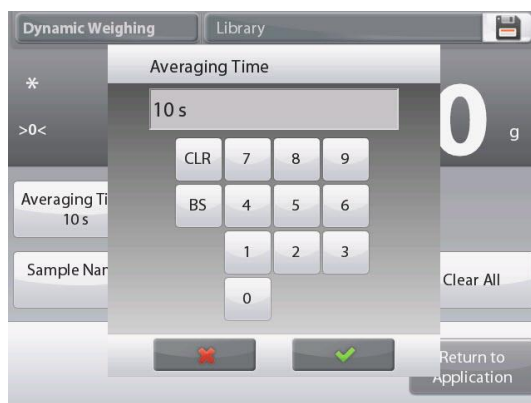 Dynamic Weighing
Library
Averaging Time
*
10 s
>0<
0
g
CLR
7
8
9
Averaging Ti
10 s
BS
4
5
6
1
2
3
Sample Nar
Clear All
0
Return to
Application